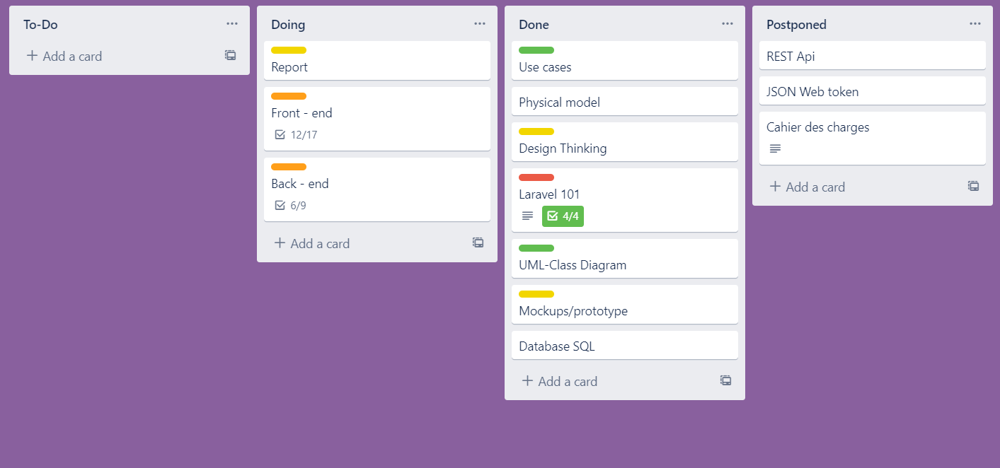 To-Do
Add a card
Doing
Report
Front - end
12/17
Back - end
6/9
Add a card
Done
Use cases
Physical model
Design Thinking
Laravel 101
4/4
UML-Class Diagram
Mockups/prototype
Database SQL
Add a card
Postponed
REST Api
JSON Web token
Cahier des charges
Add a card